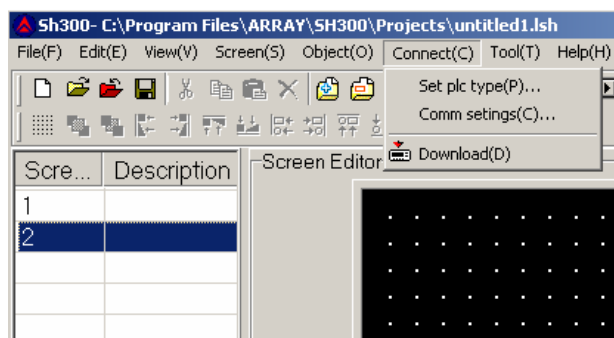 Sh300- C:\Program Files\ARRAY\SH300\Projects\untitled1.lsh
File(F) Edit(E) View(V) Screen(S) Object(O) Connect(C) Tool(T) Help(H)
Set plc type(P)...
Comm setings(C)...
Download(D)
Scre... Description
Screen Editor
1
2